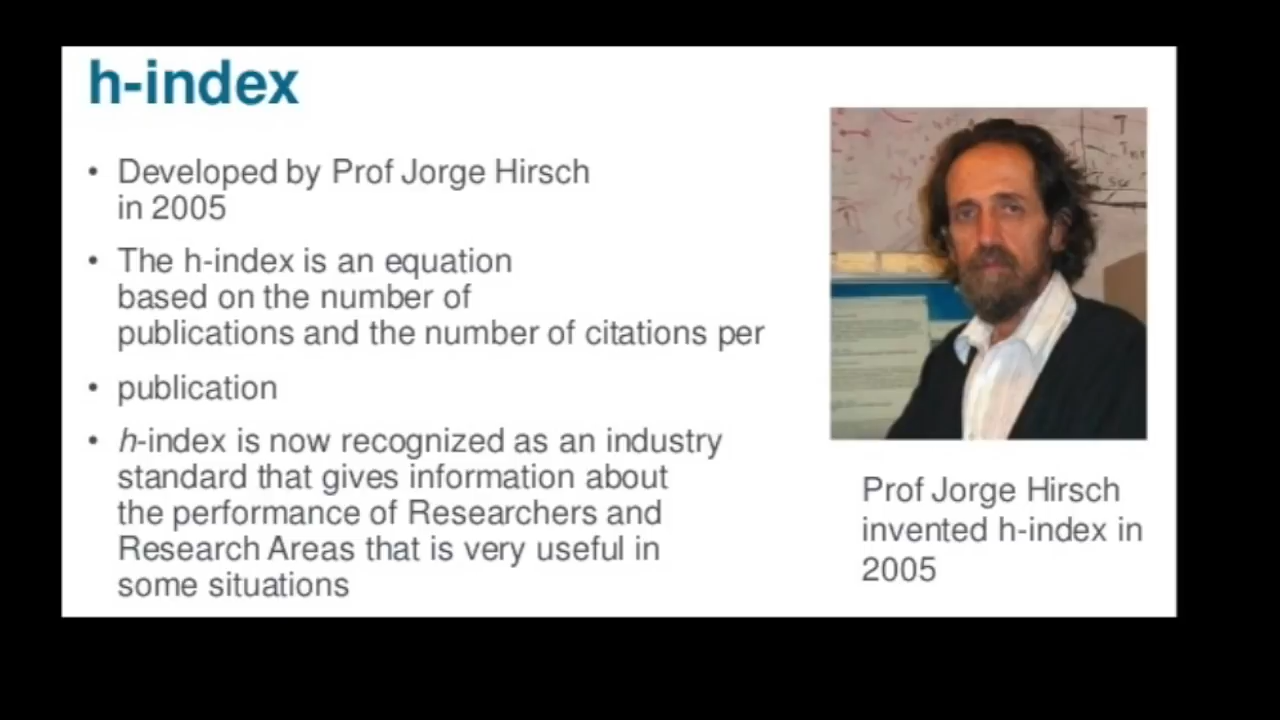 h-index
• Developed by Prof Jorge Hirsch
in 2005
• The h-index is an equation
based on the number of
publications and the number of citations per
• publication
• h-index is now recognized as an industry
standard that gives information about
the performance of Researchers and
Research Areas that is very useful in
some situations
Prof Jorge Hirsch
invented h-index in
2005